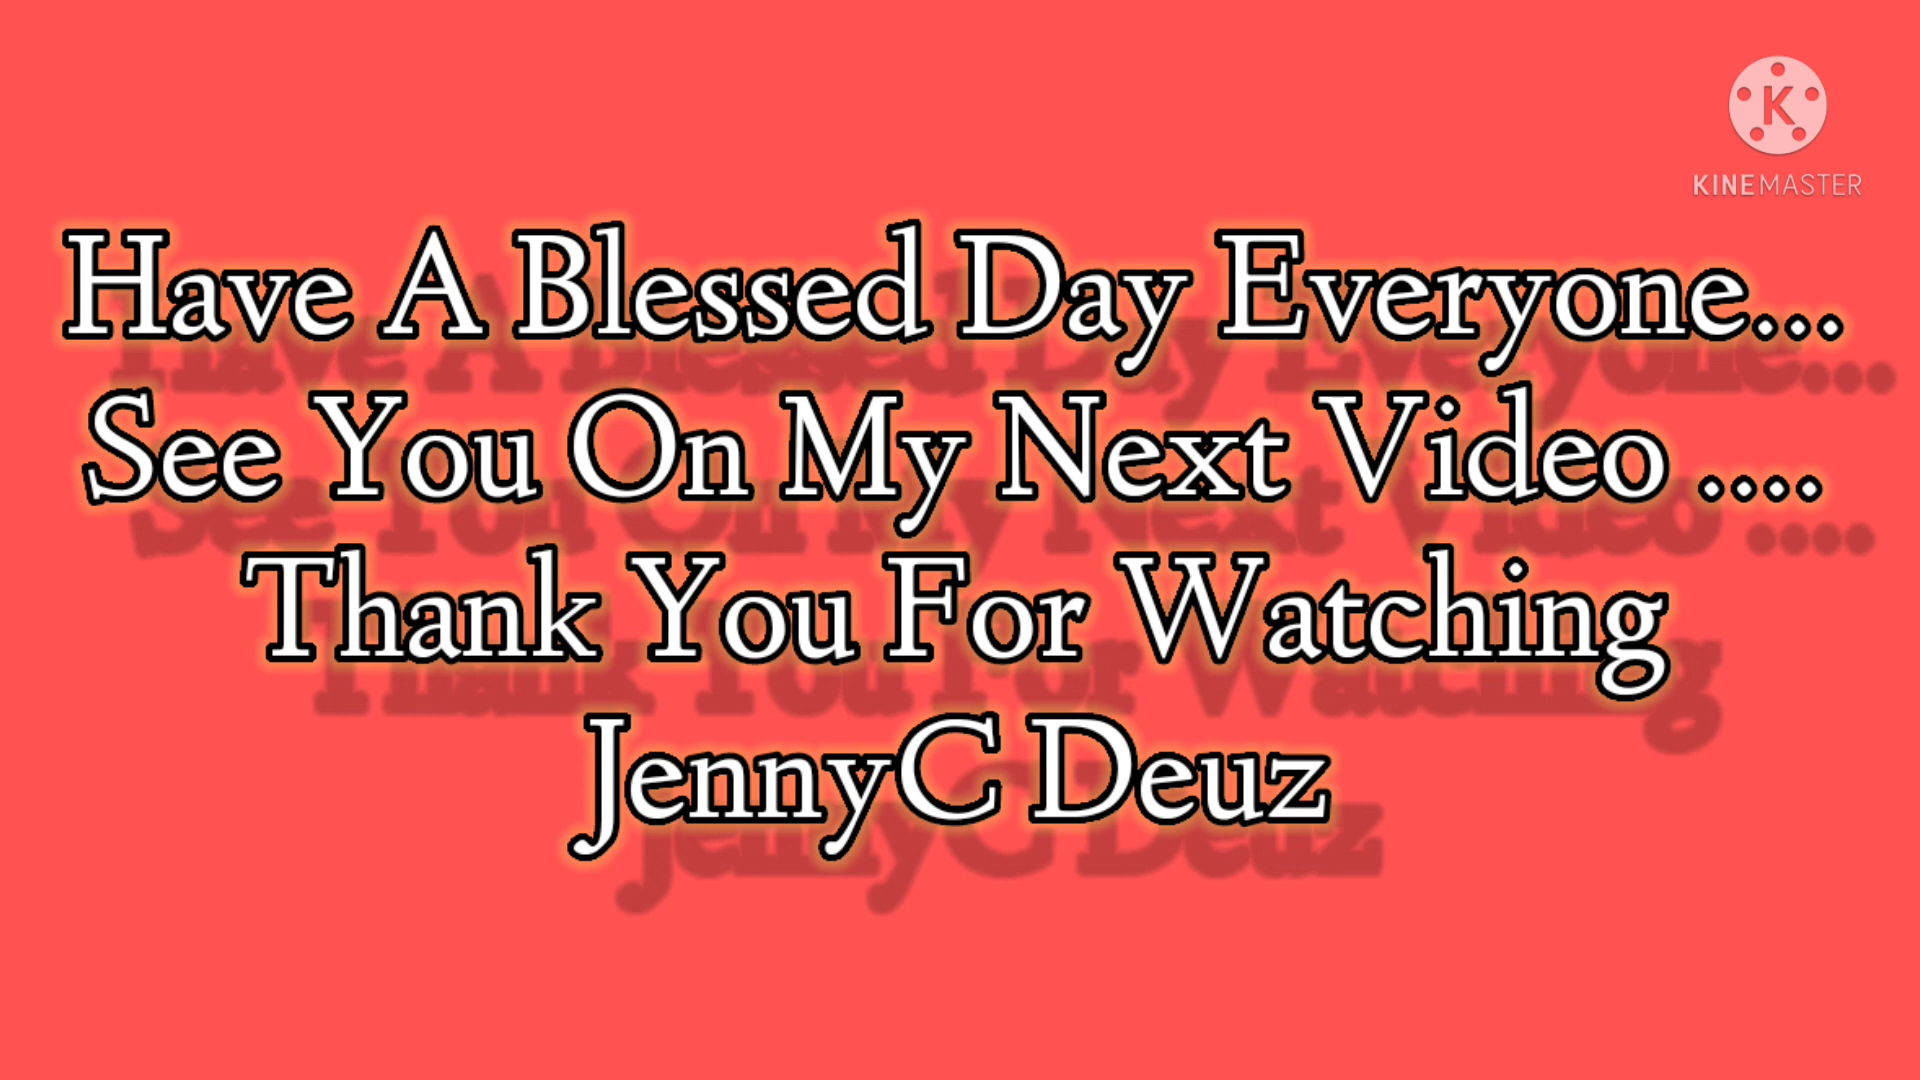 K
KINEMASTER
Have A Blessed Day Everyone...
See You On My Next Video ....
Thank You For Watching
JennyC Deuz